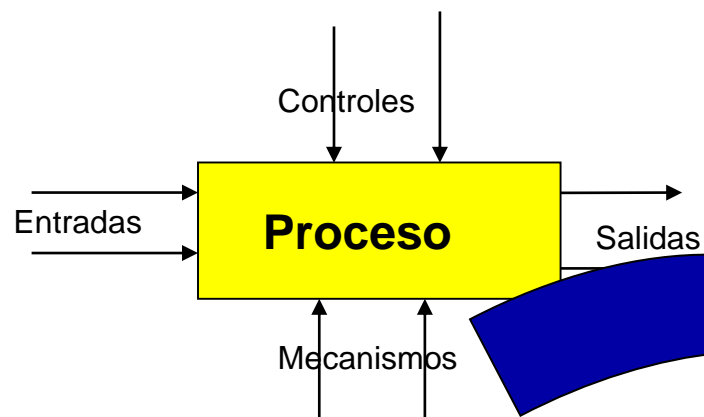 Controles
Entradas
Proceso
Salidas
Mecanismos